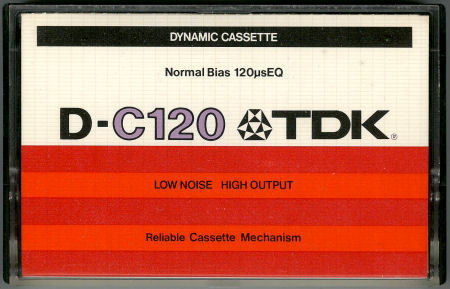 DYNAMIC CASSETTE
Normal Bias 120µsEQ
D-C120 TDK®
LOW NOISE HIGH OUTPUT
Reliable Cassette Mechanism